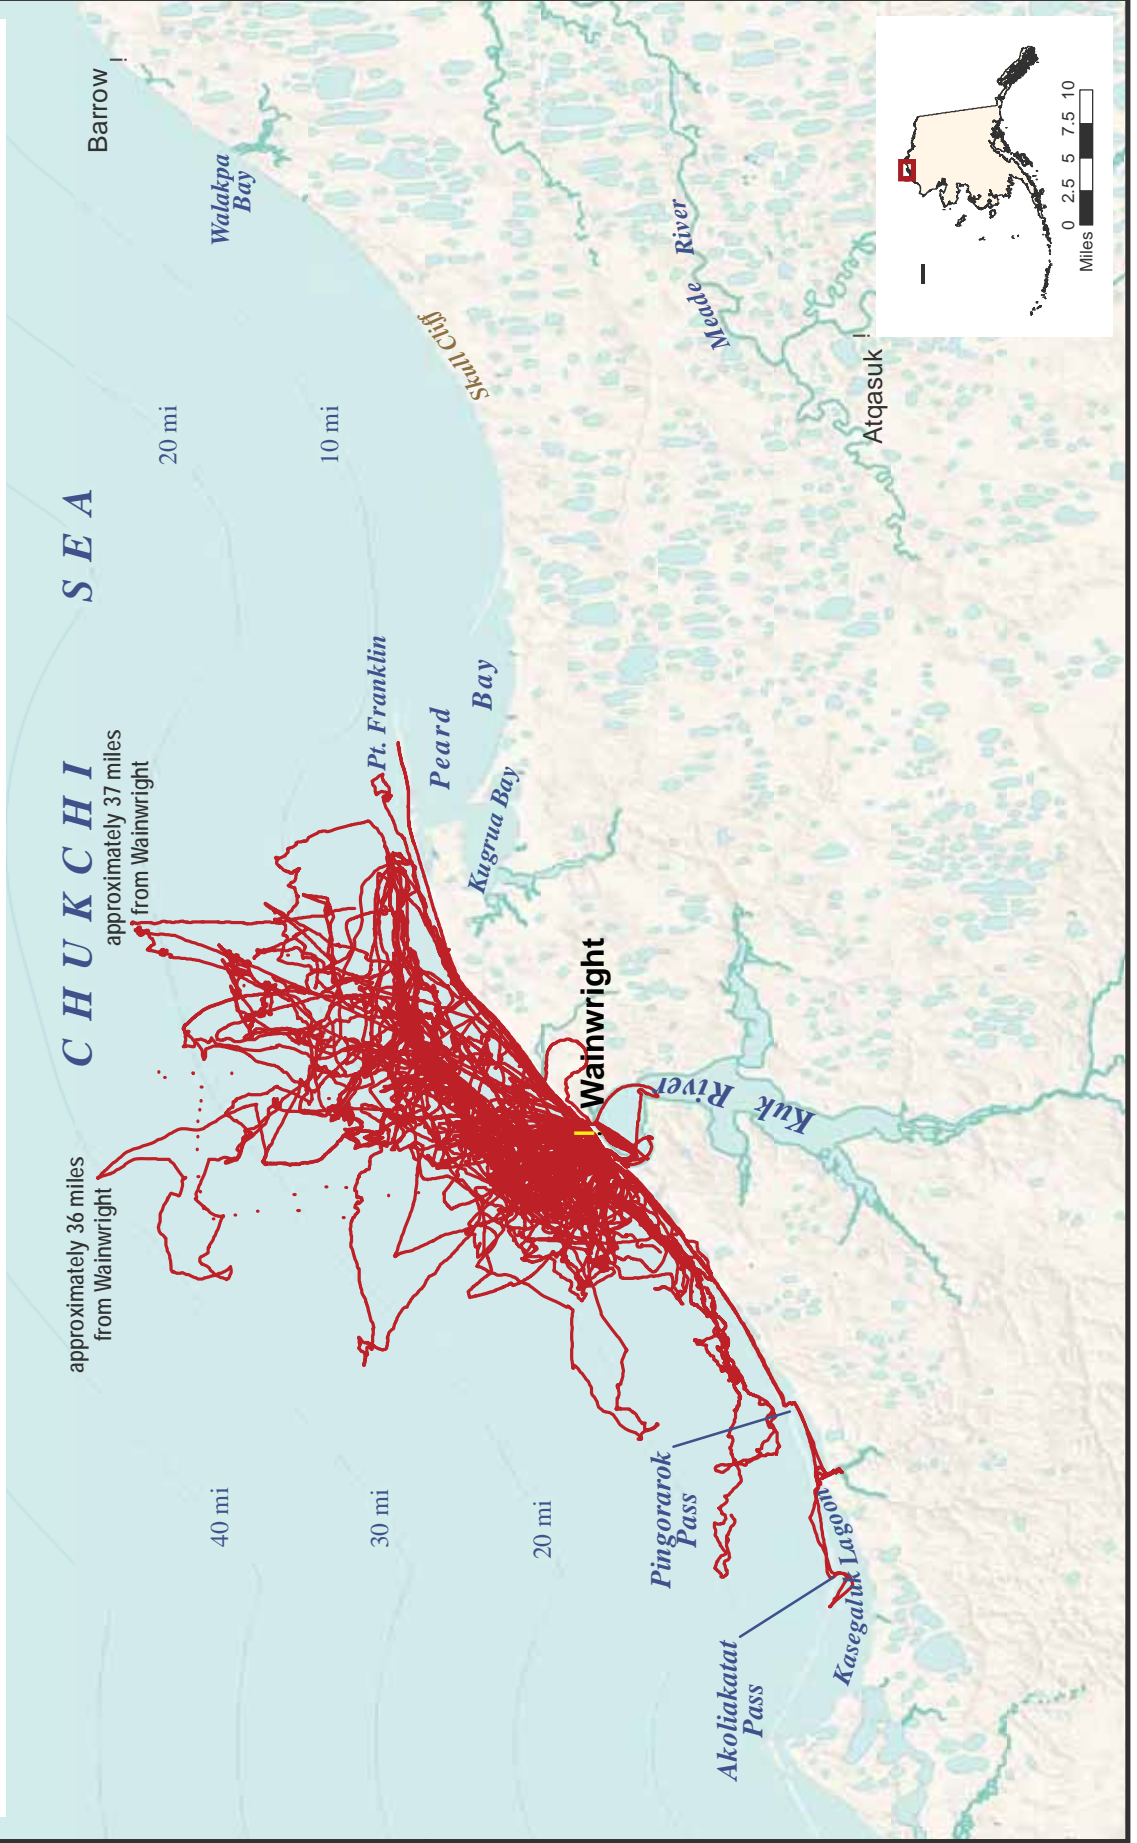 CHUKCHI SEA
approximately 36 miles
from Wainwright
approximately 37 miles
from Wainwright
Barrow
Walakpa
Bay
20 mi
10 mi
Skull Cliff
Pt. Franklin
Peard Bay
Kugrua Bay
Wainwright
Kuk River
Meade River
Atqasuk
40 mi
30 mi
20 mi
Pingorarok
Pass
Akoliakatat
Pass
Kasegaluk Lagoon
0 2.5 5 7.5 10
Miles